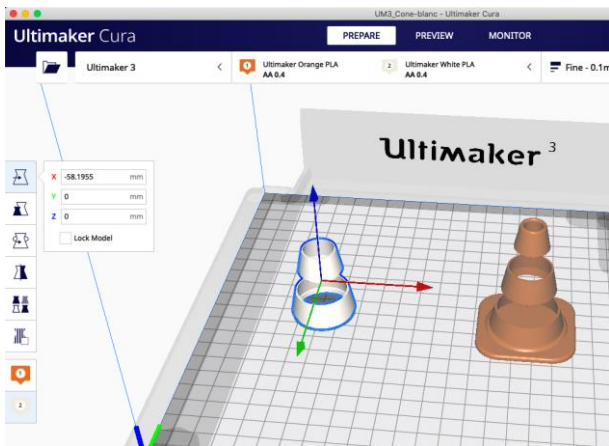 UM3_Cone-blanc - Ultimaker Cura
Ultimaker Cura
PREPARE
PREVIEW
MONITOR
Ultimaker 3
Ultimaker Orange PLA
AA 0.4
Ultimaker White PLA
AA 0.4
Fine - 0.1m
1
2
Ultimaker 3
X -58.1955 mm
Y 0 mm
Z 0 mm
Lock Model
1
2